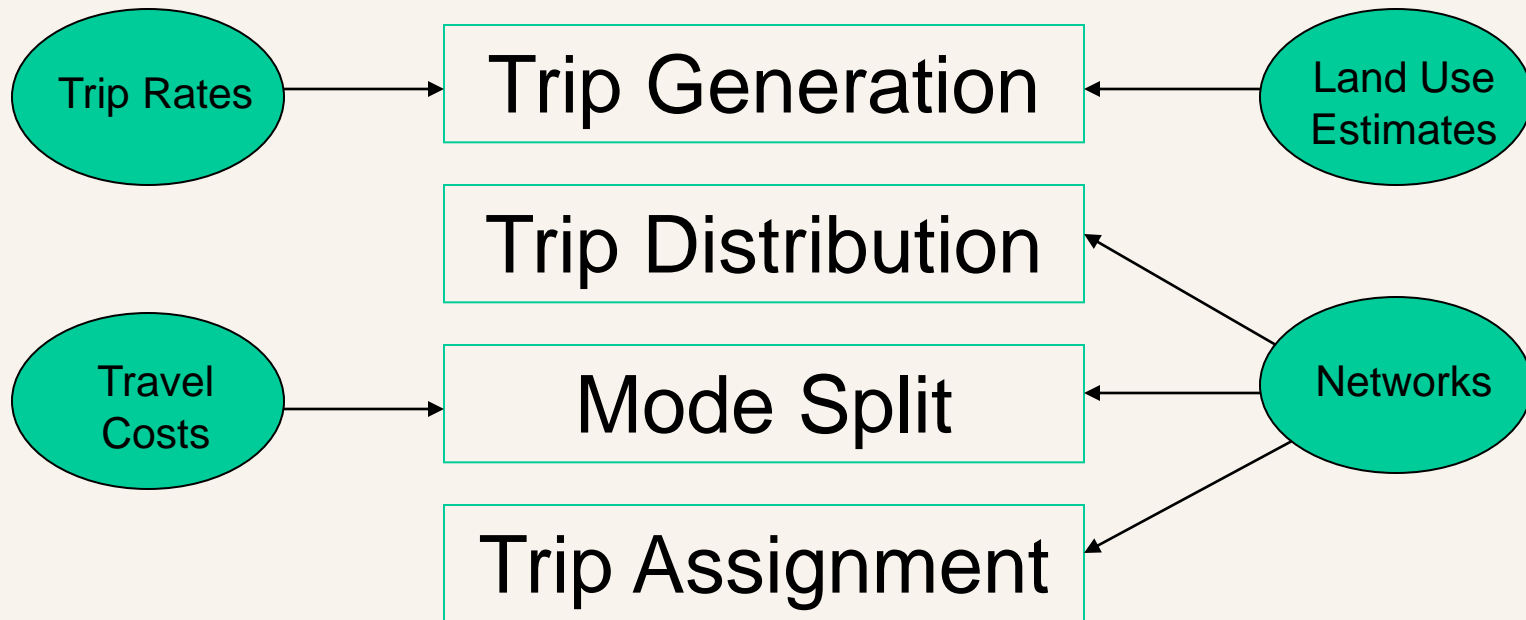 Trip Rates
Trip Generation
Land Use
Estimates
Trip Distribution
Travel
Costs
Mode Split
Networks
Trip Assignment